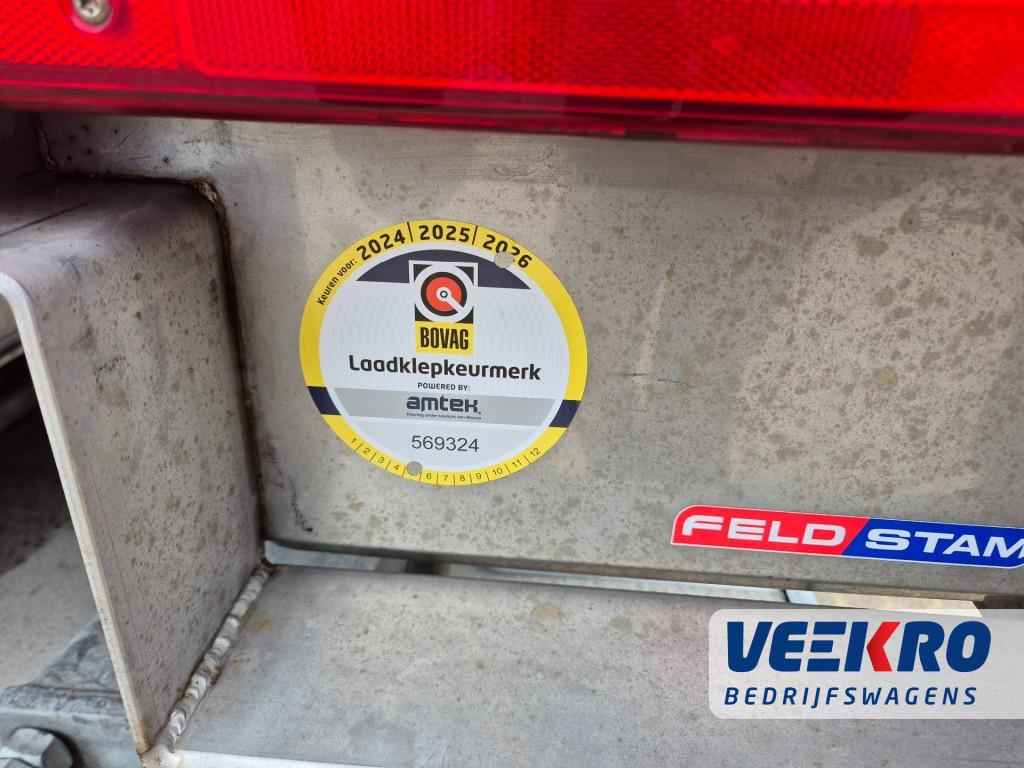 Keuren voor: 2024 | 2025 | 2026
BOVAG
Laadklepkeurmerk
POWERED BY:
amtek
569324
1 / 2 / 3 / 4 6 7 8 9 10 11 12
FELD STAM
VEEKRO
BEDRIJFSWAGENS